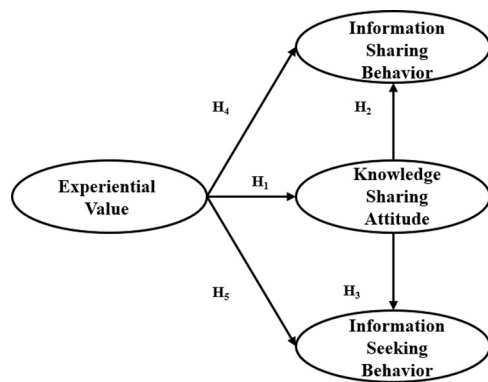 Information
Sharing
Behavior
H₄
H₂
Experiential
Value
H₁
Knowledge
Sharing
Attitude
H₅
H₃
Information
Seeking
Behavior